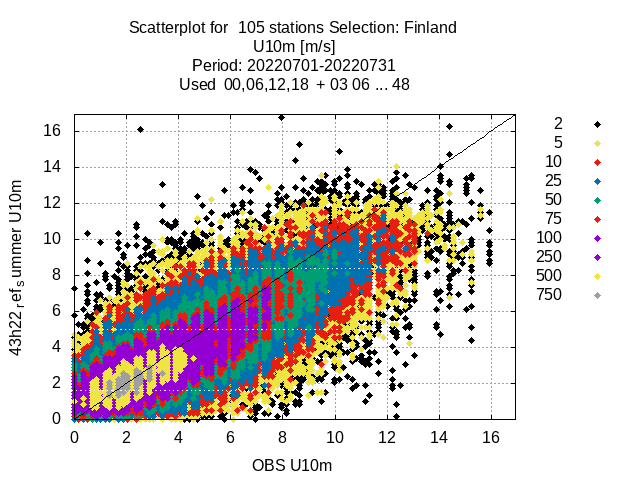 Scatterplot for 105 stations Selection: Finland
U10m [m/s]
Period: 20220701-20220731
Used 00,06,12,18 + 03 06 ... 48
43h22_ref_summer U10m
16
14
12
10
8
6
4
2
0
0 2 4 6 8 10 12 14 16
OBS U10m
2
5
10
25
50
75
100
250
500
750